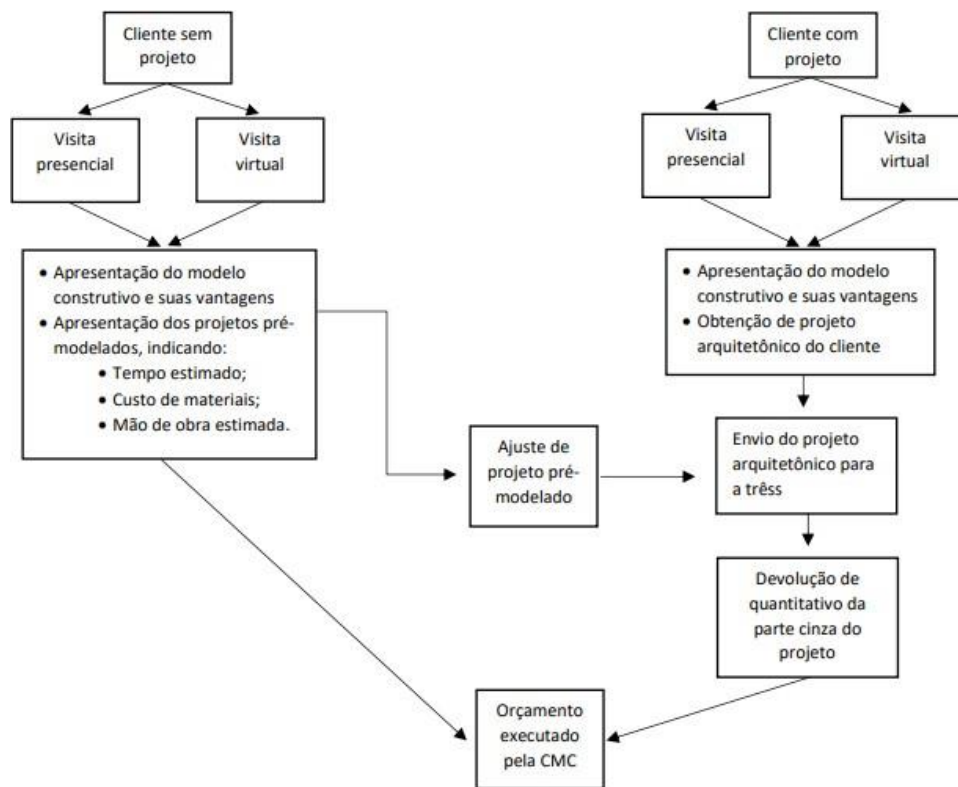 Cliente sem
projeto
Visita
presencial
Visita
virtual
• Apresentação do modelo
construtivo e suas vantagens
• Apresentação dos projetos pré-
modelados, indicando:
• Tempo estimado;
• Custo de materiais;
• Mão de obra estimada.
Cliente com
projeto
Visita
presencial
Visita
virtual
• Apresentação do modelo
construtivo e suas vantagens
• Obtenção de projeto
arquitetônico do cliente
Ajuste de
projeto pré-
modelado
Envio do projeto
arquitetônico para
a trêss
Devolução de
quantitativo da
parte cinza do
projeto
Orçamento
executado
pela CMC